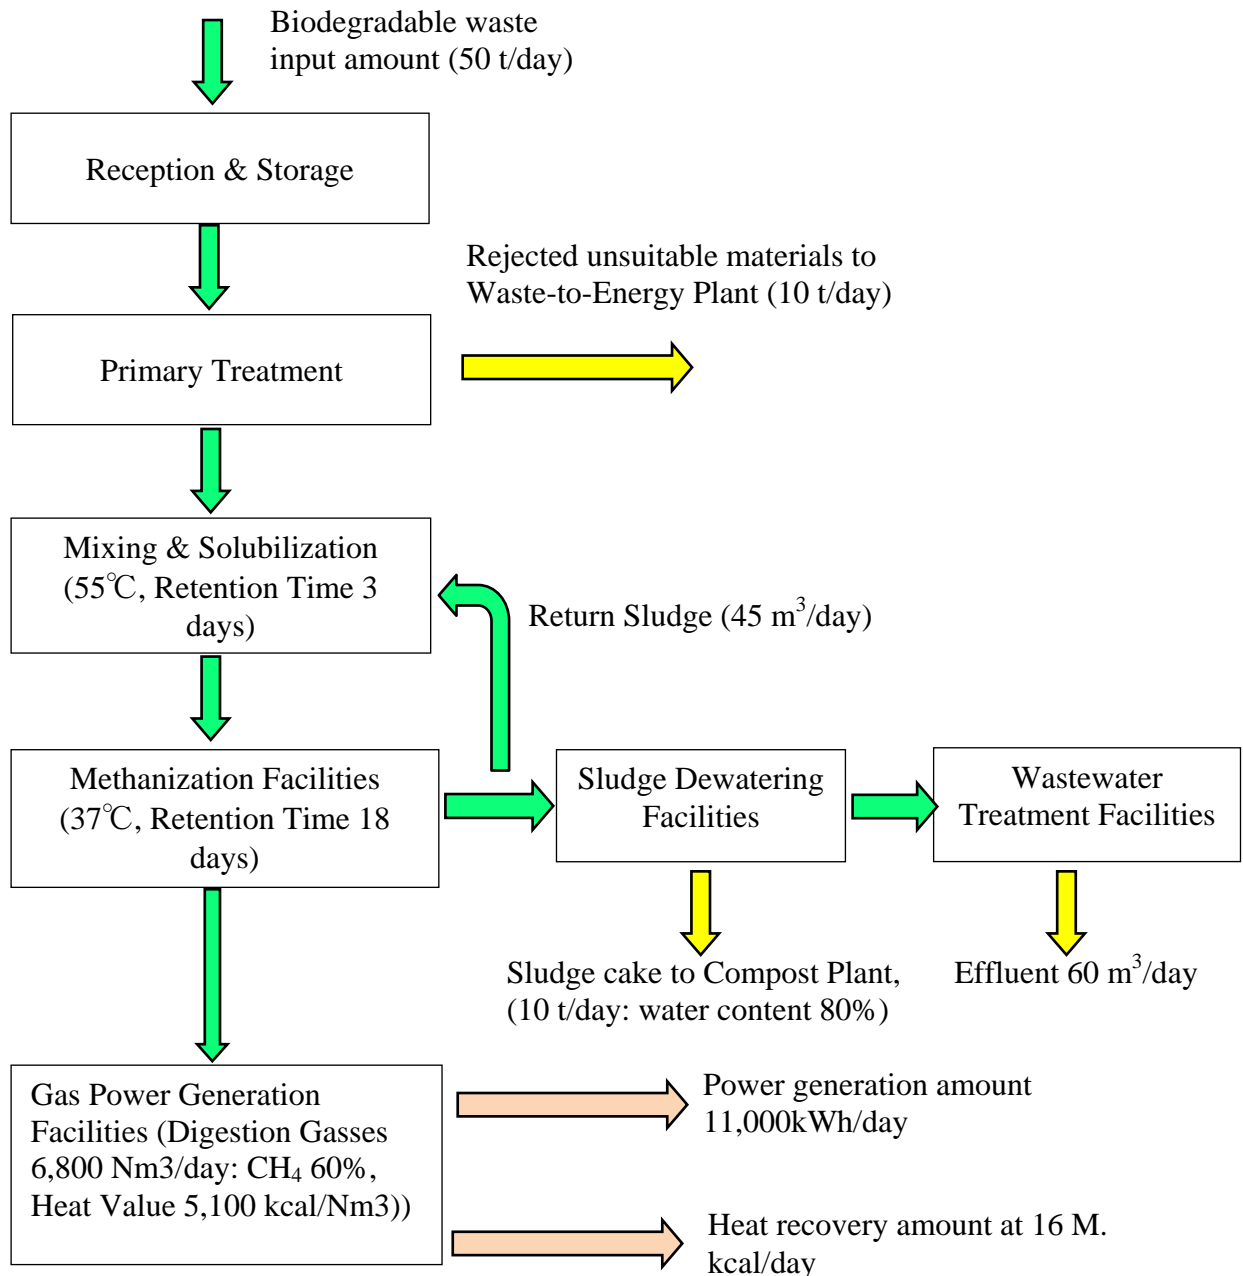 Biodegradable waste
input amount (50 t/day)
Reception & Storage
Rejected unsuitable materials to
Waste-to-Energy Plant (10 t/day)
Primary Treatment
Mixing & Solubilization
(55℃, Retention Time 3
days)
Return Sludge (45 m³/day)
Methanization Facilities
(37℃, Retention Time 18
days)
Sludge Dewatering
Facilities
Wastewater
Treatment Facilities
Sludge cake to Compost Plant,
(10 t/day: water content 80%)
Effluent 60 m³/day
Gas Power Generation
Facilities (Digestion Gasses
6,800 Nm3/day: CH₄ 60%,
Heat Value 5,100 kcal/Nm3))
Power generation amount
11,000kWh/day
Heat recovery amount at 16 M.
kcal/day